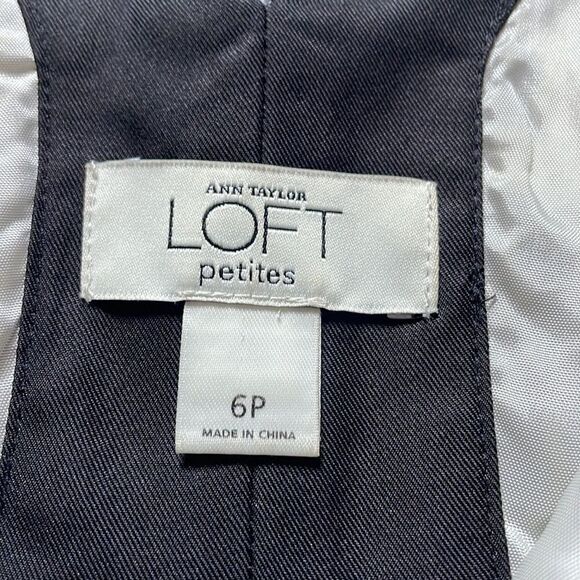 ANN TAYLOR
LOFT
petites
6P
MADE IN CHINA